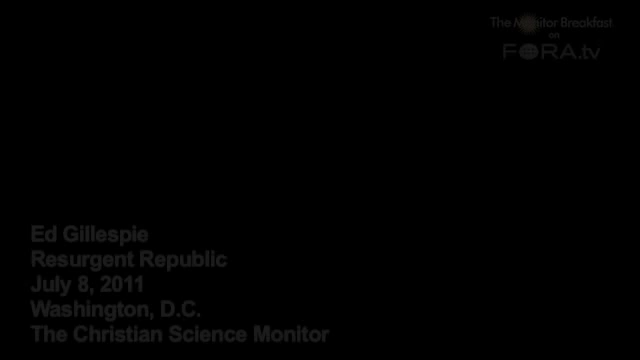 The Monitor Breakfast
on
FORA.tv
Ed Gillespie
Resurgent Republic
July 8, 2011
Washington, D.C.
The Christian Science Monitor